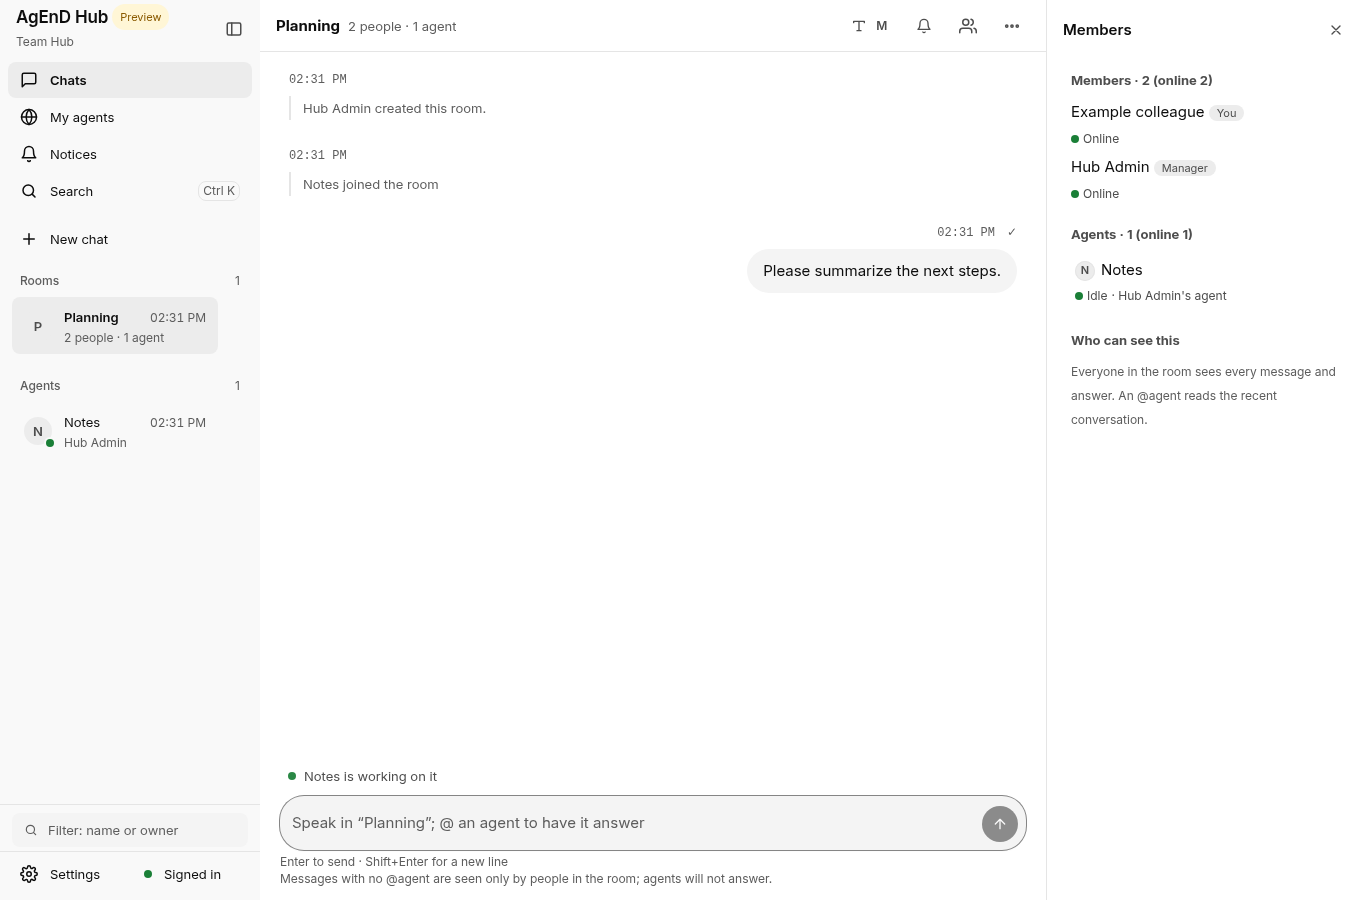 AgEnD Hub Preview
Team Hub
Chats
My agents
Notices
Search Ctrl K
New chat
Rooms 1
P Planning 02:31 PM
2 people · 1 agent
Agents 1
N Notes 02:31 PM
Hub Admin
Filter: name or owner
Settings Signed in
Planning 2 people · 1 agent T M
02:31 PM
Hub Admin created this room.
02:31 PM
Notes joined the room
02:31 PM ✓
Please summarize the next steps.
Notes is working on it
Speak in “Planning”; @ an agent to have it answer
Enter to send · Shift+Enter for a new line
Messages with no @agent are seen only by people in the room; agents will not answer.
Members
Members · 2 (online 2)
Example colleague You
Online
Hub Admin Manager
Online
Agents · 1 (online 1)
N Notes
Idle · Hub Admin's agent
Who can see this
Everyone in the room sees every message and
answer. An @agent reads the recent
conversation.